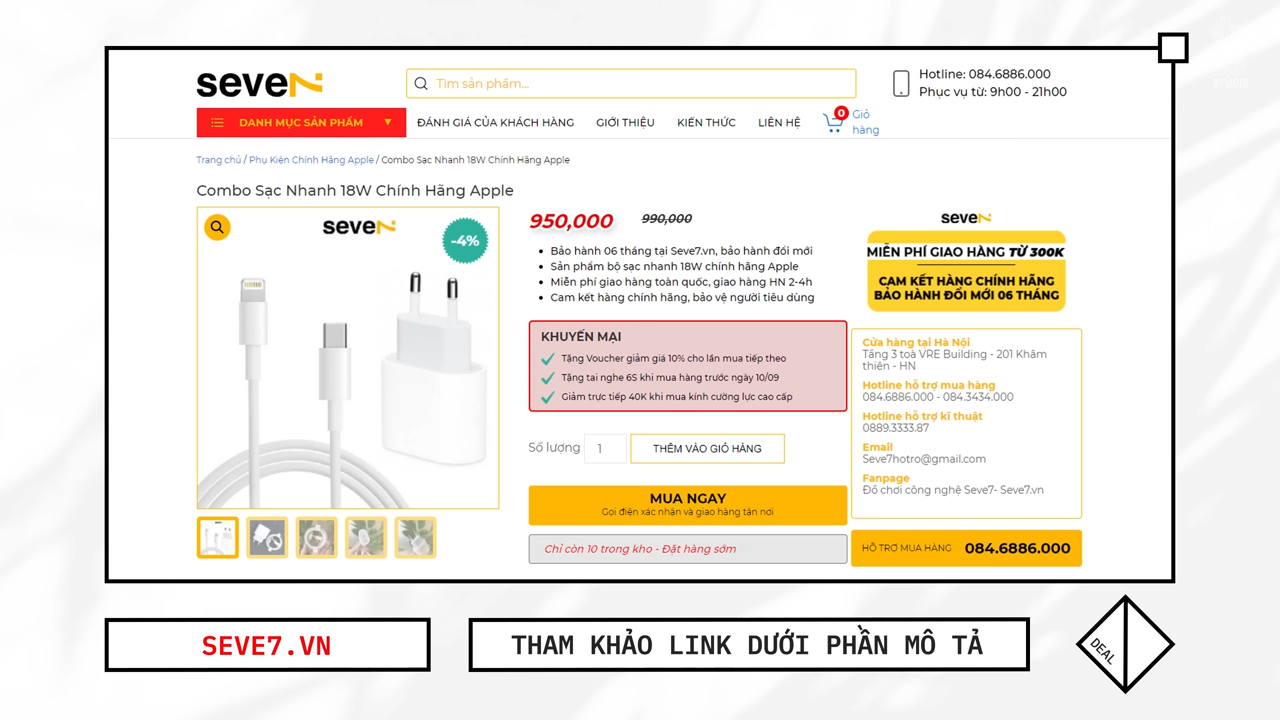 seve7
Tìm sản phẩm...
Hotline: 084.6886.000
Phục vụ từ: 9h00 - 21h00
DANH MỤC SẢN PHẨM ▼
ĐÁNH GIÁ CỦA KHÁCH HÀNG
GIỚI THIỆU
KIẾN THỨC
LIÊN HỆ
0
Giỏ
hàng
Trang chủ / Phụ Kiện Chính Hãng Apple / Combo Sạc Nhanh 18W Chính Hãng Apple
Combo Sạc Nhanh 18W Chính Hãng Apple
seve7
-4%
950,000
990,000
Bảo hành 06 tháng tại Seve7.vn, bảo hành đổi mới
Sản phẩm bộ sạc nhanh 18W chính hãng Apple
Miễn phí giao hàng toàn quốc, giao hàng HN 2-4h
Cam kết hàng chính hãng, bảo vệ người tiêu dùng
KHUYẾN MẠI
Tặng Voucher giảm giá 10% cho lần mua tiếp theo
Tặng tai nghe 6S khi mua hàng trước ngày 10/09
Giảm trực tiếp 40K khi mua kính cường lực cao cấp
Số lượng
1
THÊM VÀO GIỎ HÀNG
MUA NGAY
Gọi điện xác nhận và giao hàng tận nơi
Chỉ còn 10 trong kho - Đặt hàng sớm
seve7
MIỄN PHÍ GIAO HÀNG TỪ 300K
CAM KẾT HÀNG CHÍNH HÃNG
BẢO HÀNH ĐỔI MỚI 06 THÁNG
Cửa hàng tại Hà Nội
Tầng 3 toà VRE Building - 201 Khâm
thiên - HN
Hotline hỗ trợ mua hàng
084.6886.000 - 084.3434.000
Hotline hỗ trợ kĩ thuật
0889.3333.87
Email
Seve7hotro@gmail.com
Fanpage
Đồ chơi công nghệ Seve7- Seve7.vn
HỖ TRỢ MUA HÀNG 084.6886.000
SEVE7.VN
THAM KHẢO LINK DƯỚI PHẦN MÔ TẢ
DEAL